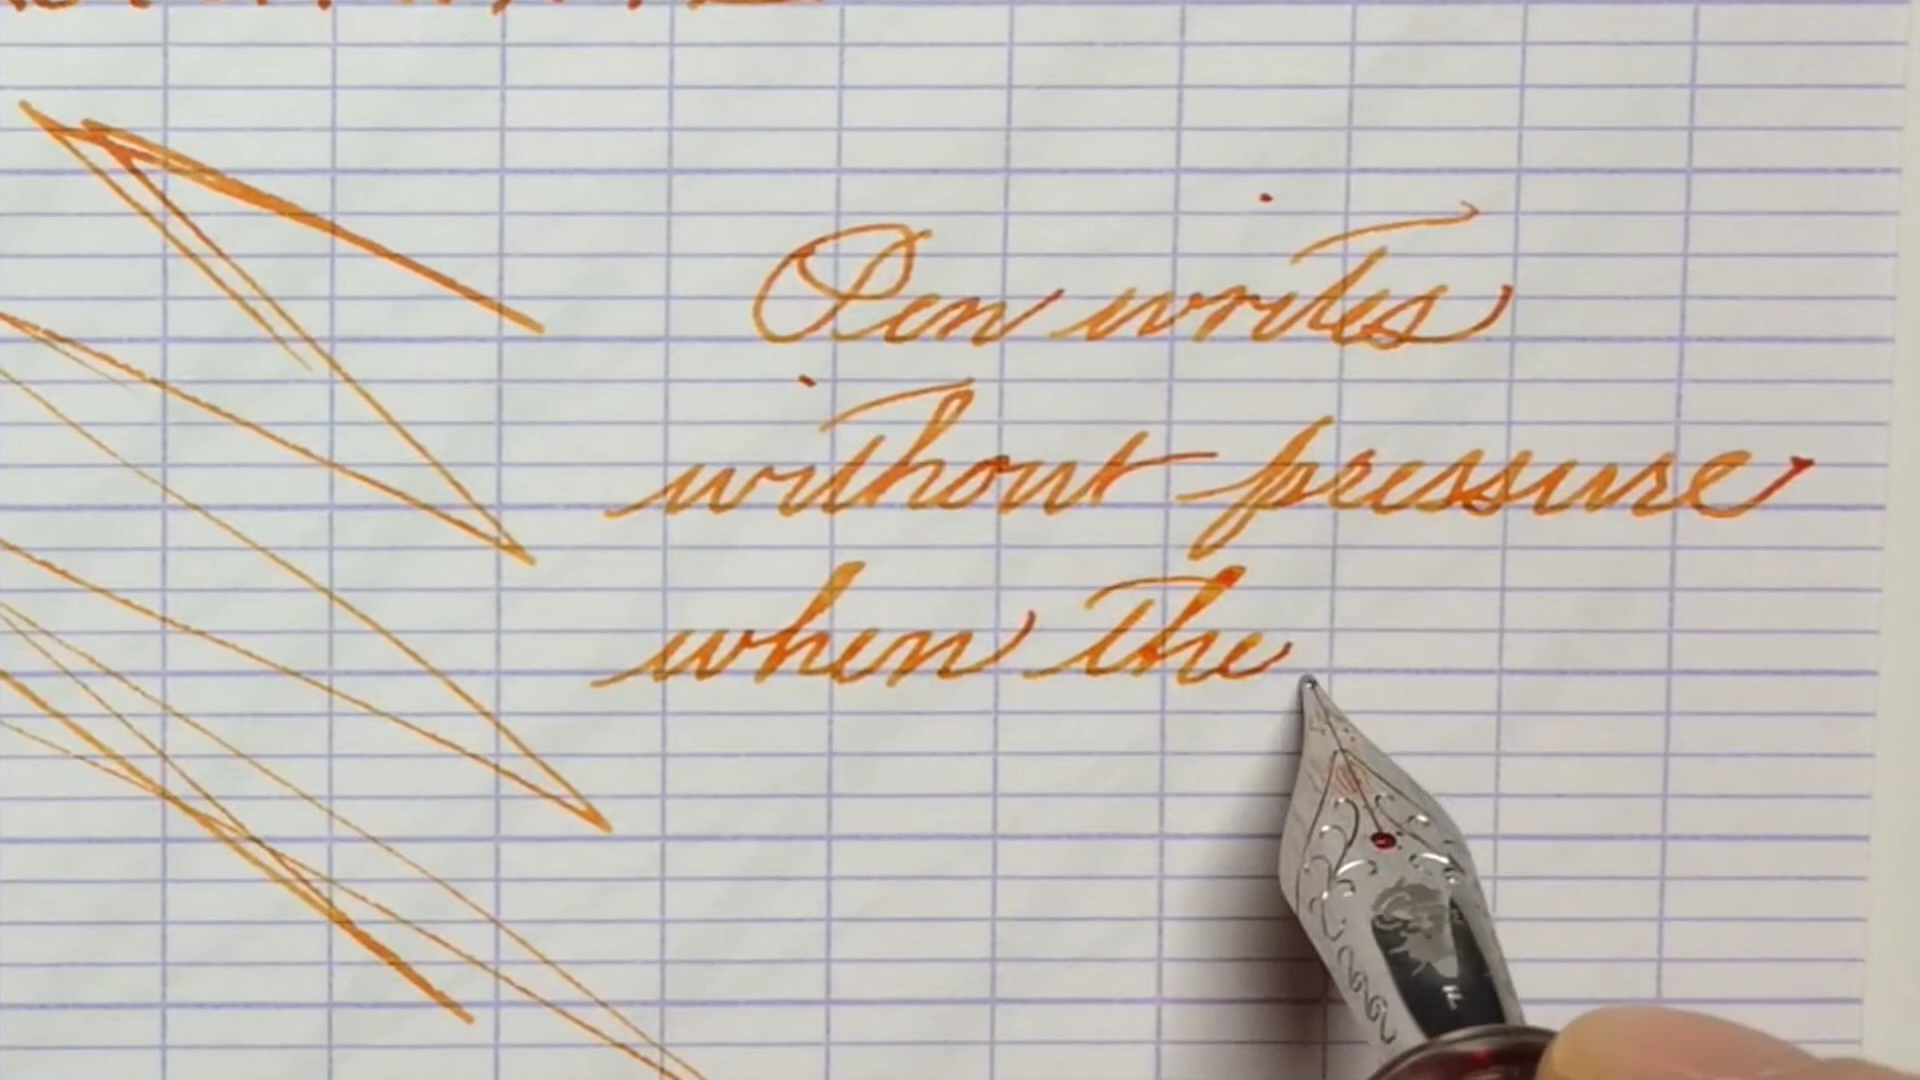 Pen writes
without pressure
when the